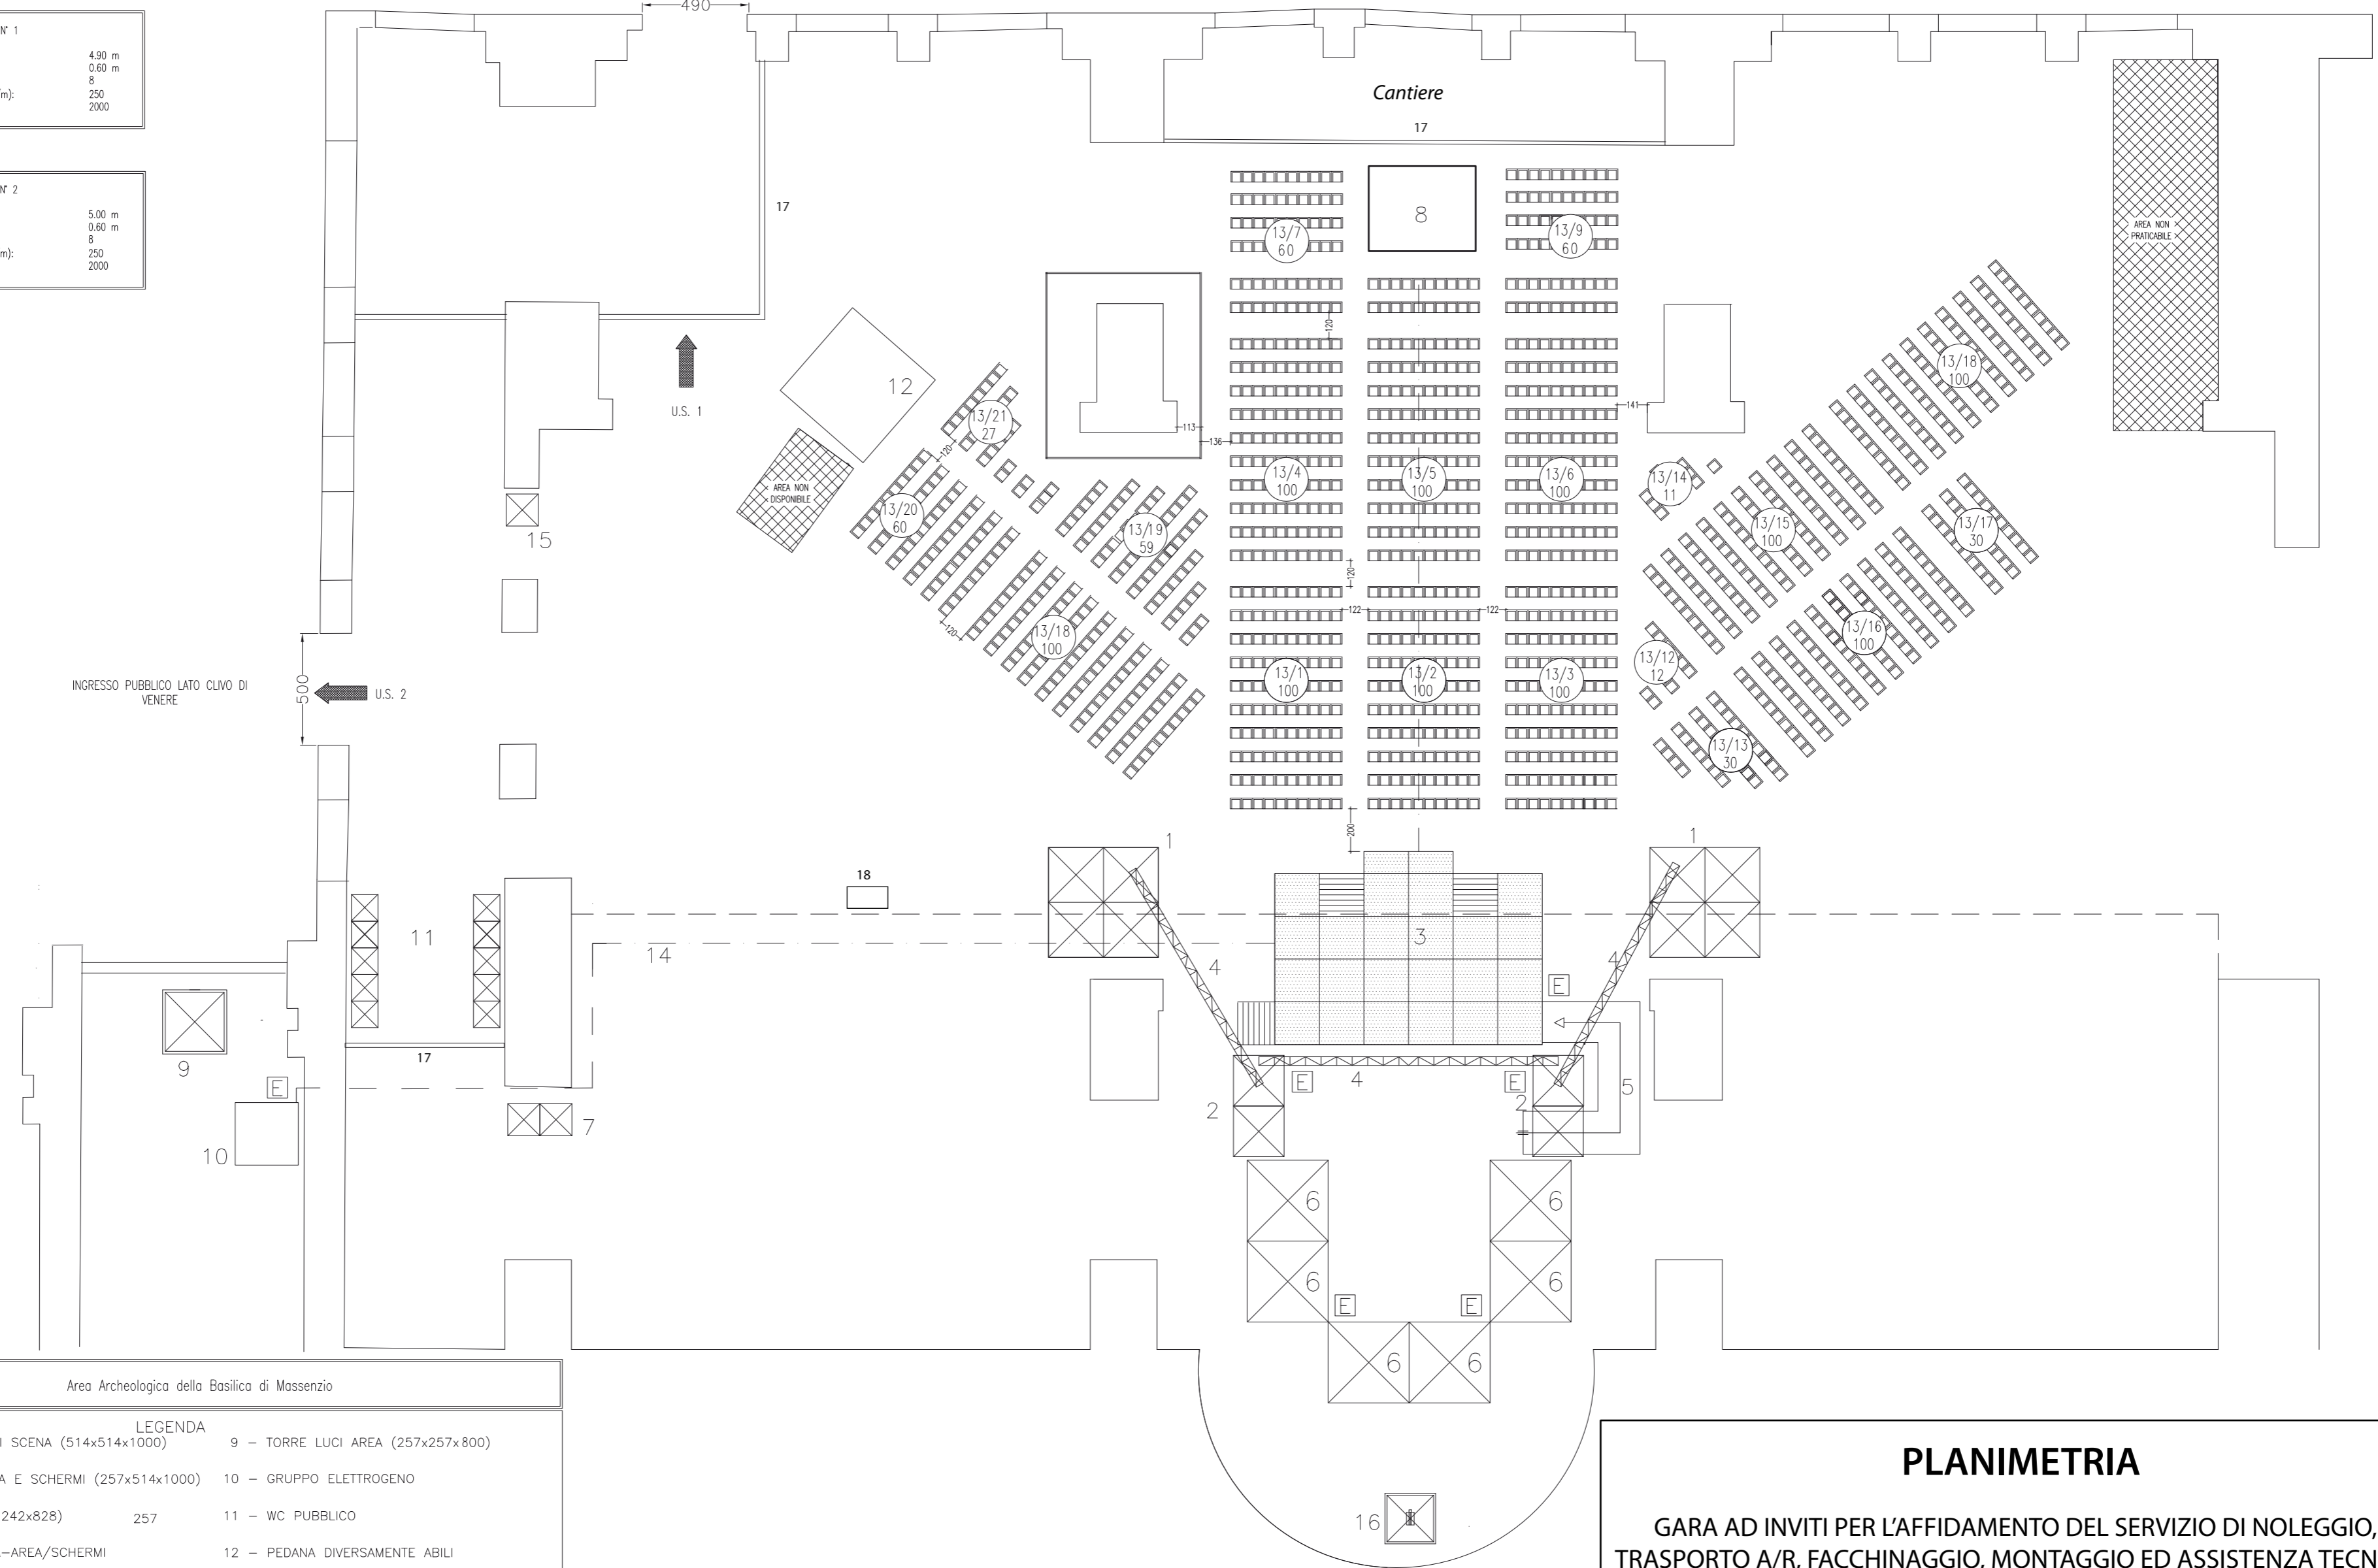 N° 1
4.90 m
0.60 m
8
m): 250
2000
N° 2
5.00 m
0.60 m
8
m): 250
2000
490
Cantiere
17
17
8
AREA NON
PRATICABILE
13/7
60
13/9
60
120
U.S. 1
12
13/21
27
120
AREA NON
DISPONIBILE
113
136
141
13/18
100
13/4
100
13/5
100
13/6
100
13/14
11
13/20
60
13/19
59
13/15
100
13/17
30
15
120
122
122
120
13/18
100
13/16
100
13/12
12
INGRESSO PUBBLICO LATO CLIVO DI
VENERE
500
U.S. 2
13/1
100
13/2
100
13/3
100
13/13
30
200
1
1
18
11
14
3
4
4
E
9
17
E
E
4
E
5
2
2
7
10
6
6
6
6
E
E
6
6
16
Area Archeologica della Basilica di Massenzio
LEGENDA
I SCENA (514x514x1000)
9 – TORRE LUCI AREA (257x257x800)
A E SCHERMI (257x514x1000)
10 – GRUPPO ELETTROGENO
242x828)
257
11 – WC PUBBLICO
–AREA/SCHERMI
12 – PEDANA DIVERSAMENTE ABILI
PLANIMETRIA
GARA AD INVITI PER L'AFFIDAMENTO DEL SERVIZIO DI NOLEGGIO,
TRASPORTO A/R, FACCHINAGGIO, MONTAGGIO ED ASSISTENZA TECN